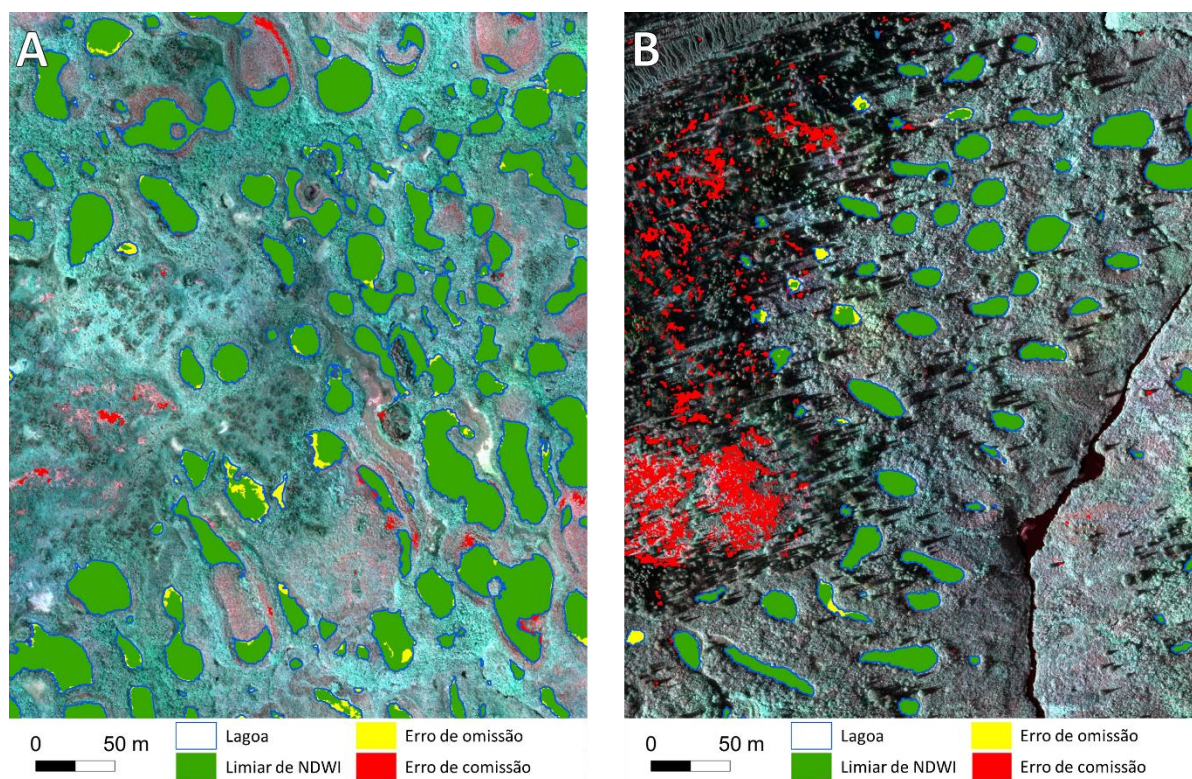 A
B
Lagoa
Erro de omissão
0 50 m
Limiar de NDWI
Erro de comissão
Lagoa
Erro de omissão
0 50 m
Limiar de NDWI
Erro de comissão